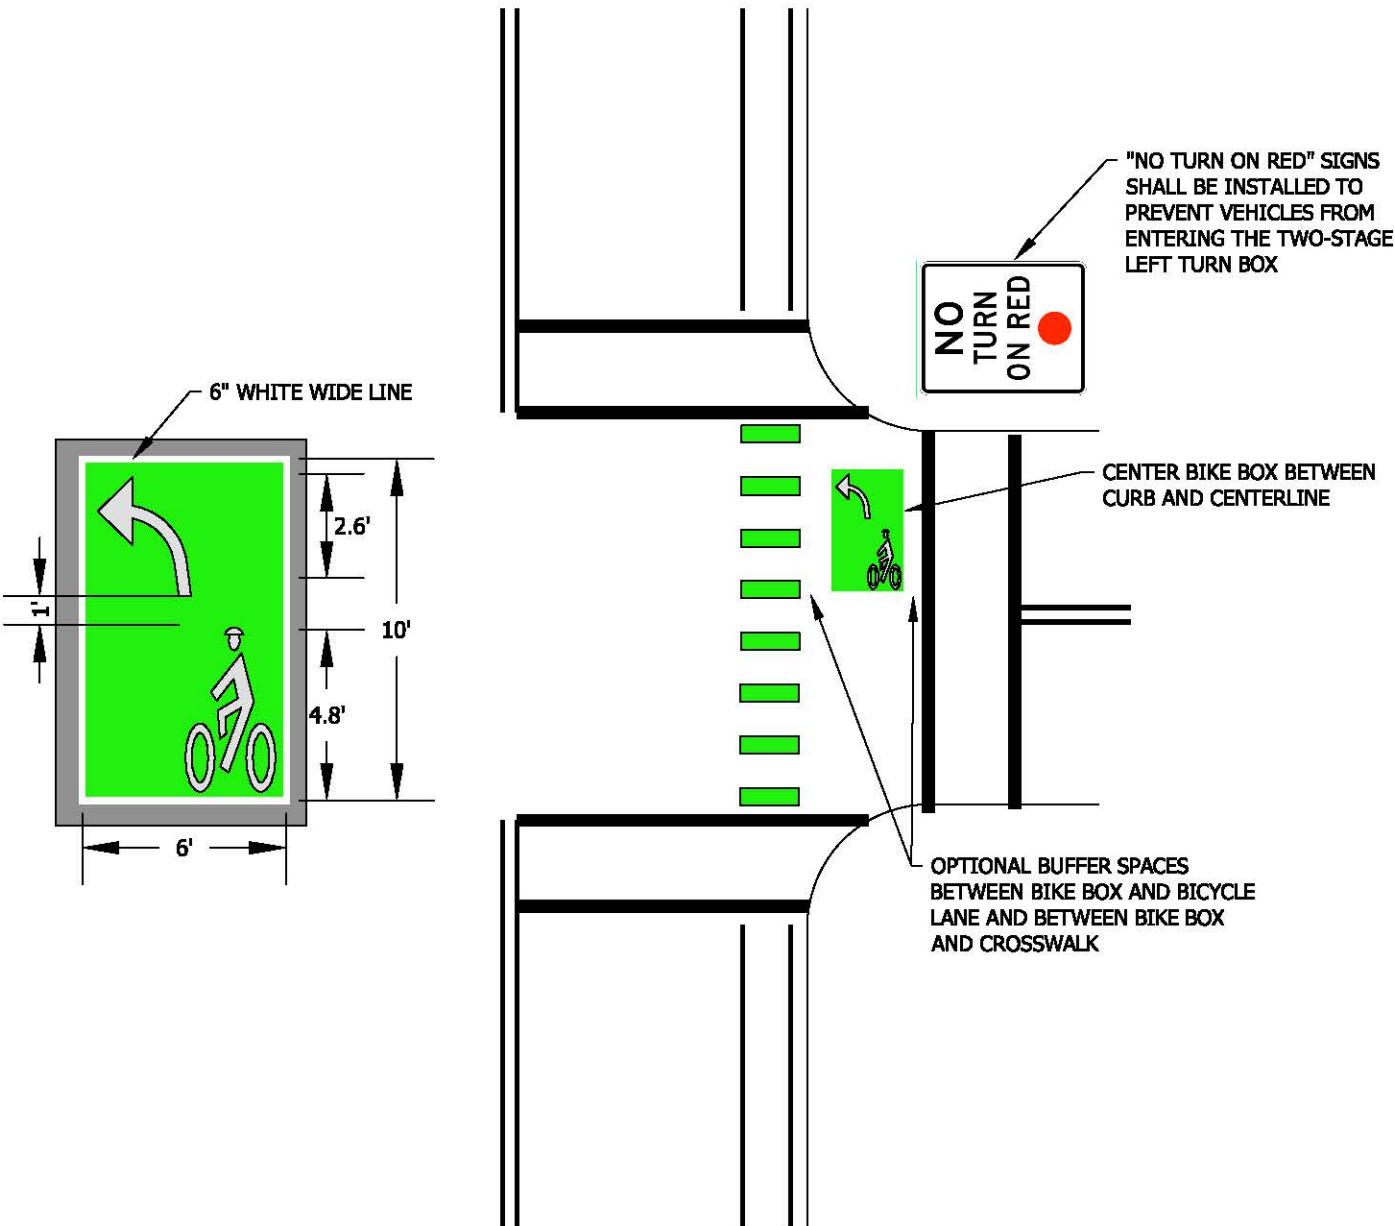 "NO TURN ON RED" SIGNS
SHALL BE INSTALLED TO
PREVENT VEHICLES FROM
ENTERING THE TWO-STAGE
LEFT TURN BOX
NO
TURN
ON RED
6" WHITE WIDE LINE
CENTER BIKE BOX BETWEEN
CURB AND CENTERLINE
2.6'
1'
10'
4.8'
6'
OPTIONAL BUFFER SPACES
BETWEEN BIKE BOX AND BICYCLE
LANE AND BETWEEN BIKE BOX
AND CROSSWALK